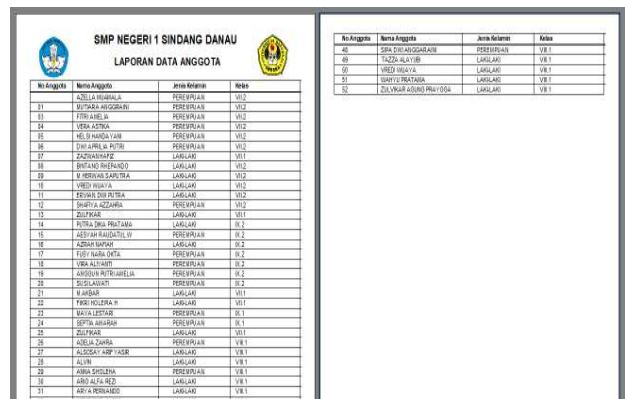 SMP NEGERI 1 SINDANG DANAU
LAPORAN DATA ANGGOTA
No Anggota Nama Anggota Jenis Kelamin Kelas
AZELLA MUAMALA PEREMPUAN VII.2
01 MUTIARA ANGGRAINI PEREMPUAN VII.2
03 FITRI AMELIA PEREMPUAN VII.2
04 VERA ASTIKA PEREMPUAN VII.2
05 HELSI HANDAYANI PEREMPUAN VII.2
06 DWI APRILIA PUTRI PEREMPUAN VII.2
07 ZAZWAN HAFIZ LAKI-LAKI VII.1
08 BINTANG RHEPANDO LAKI-LAKI VII.2
09 M HERWAN SAPUTRA LAKI-LAKI VII.2
10 VREDI WIJAYA LAKI-LAKI VII.2
11 ERWAN DWI PUTRA LAKI-LAKI VII.2
12 SHAFIYA AZZAHRA PEREMPUAN VII.2
13 ZULFIKAR LAKI-LAKI VII.1
14 PUTRA DIKA PRATAMA LAKI-LAKI IX.2
15 AESYAH RAUDATUL W PEREMPUAN IX.2
16 AZRAH NAFIAH LAKI-LAKI IX.2
17 FUSY NARA OKTA PEREMPUAN IX.2
18 VIRA ALIYANTI PEREMPUAN IX.2
19 ANGGUN PUTRI AMELIA PEREMPUAN IX.2
20 SUSILAWATI PEREMPUAN IX.2
21 M AKBAR LAKI-LAKI VII.1
22 FIKRI HOLEFIA H LAKI-LAKI VII.1
23 MAYA LESTARI PEREMPUAN IX.1
24 SEPTIA AWARAH PEREMPUAN IX.1
25 ZULFIKAR LAKI-LAKI VII.1
26 ADELIA ZAHRA PEREMPUAN VIII.1
27 ALSOSAY ARIF YASIR LAKI-LAKI VIII.1
28 ALVIN LAKI-LAKI VIII.1
29 ANNA SHOLEHA PEREMPUAN VIII.1
30 ARIO ALFA REZI LAKI-LAKI VIII.1
31 ARYA PERNANDO LAKI-LAKI VIII.1
No Anggota Nama Anggota Jenis Kelamin Kelas
48 SIPA DWI ANGGARAINI PEREMPUAN VIII.1
49 TAZZA ALAYUBI LAKI-LAKI VIII.1
50 VREDI WIJAYA LAKI-LAKI VIII.1
51 WAHYU PRATAMA LAKI-LAKI VIII.1
52 ZULVIKAR AGUNG PRAYOGA LAKI-LAKI VIII.1